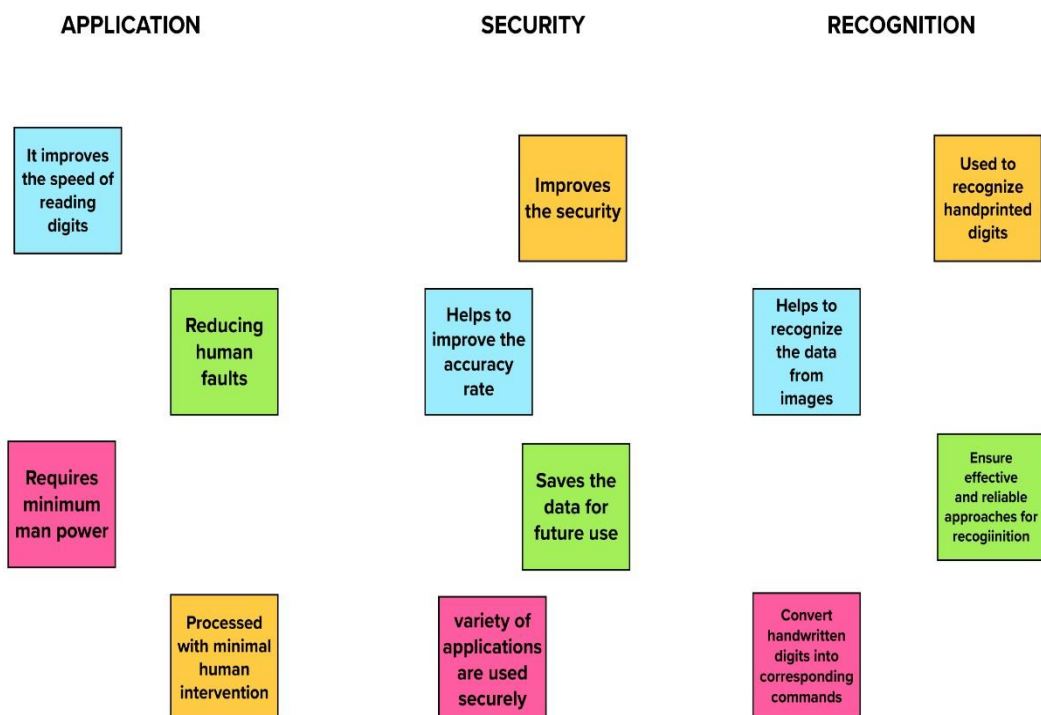 APPLICATION
SECURITY
RECOGNITION
It improves
the speed of
reading
digits
Improves
the security
Used to
recognize
handprinted
digits
Reducing
human
faults
Helps to
improve the
accuracy
rate
Helps to
recognize
the data
from
images
Requires
minimum
man power
Saves the
data for
future use
Ensure
effective
and reliable
approaches for
recogiinition
Processed
with minimal
human
intervention
variety of
applications
are used
securely
Convert
handwritten
digits into
corresponding
commands